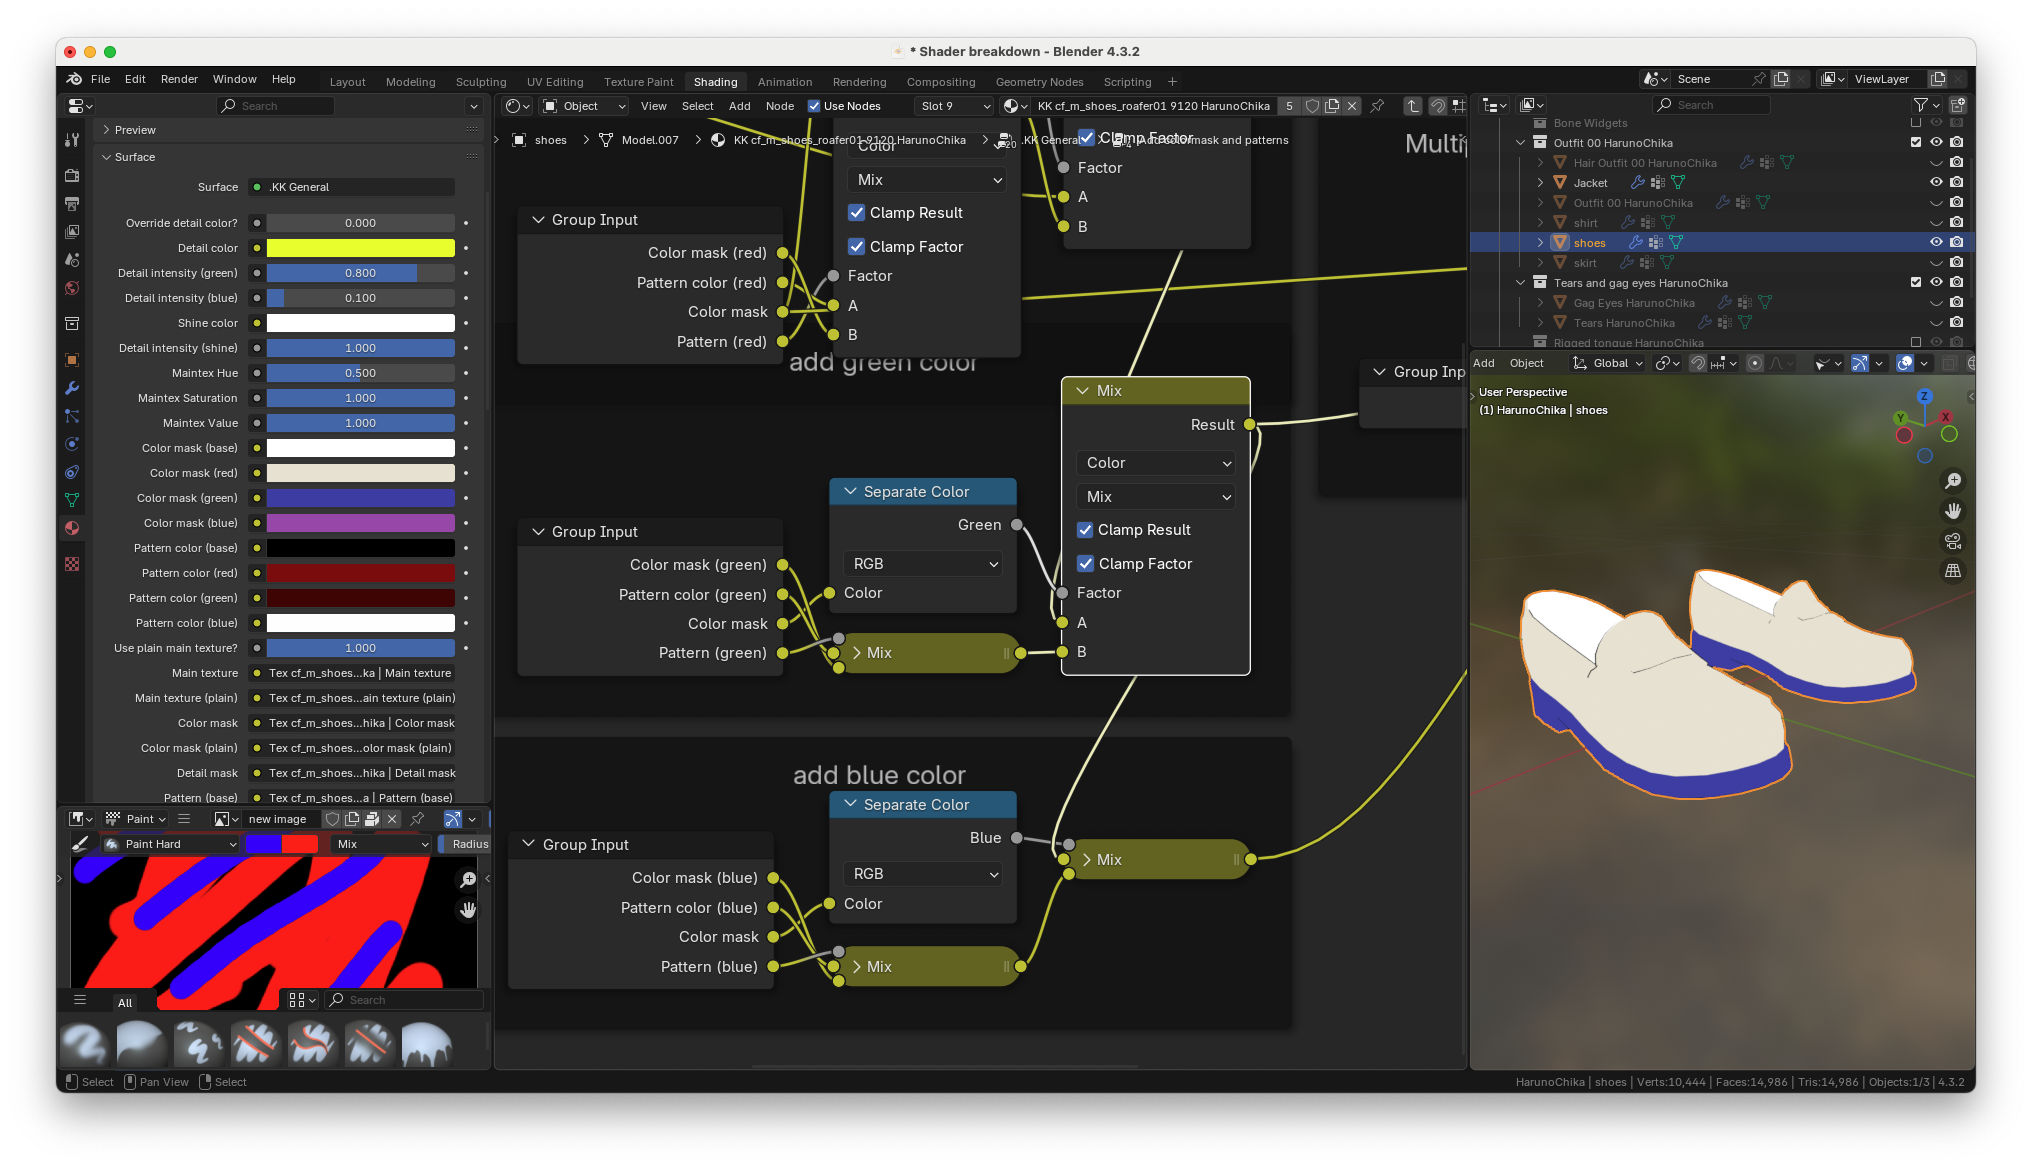 * Shader breakdown - Blender 4.3.2
File Edit Render Window Help
Layout Modeling Sculpting UV Editing Texture Paint Shading Animation Rendering Compositing Geometry Nodes Scripting +
Scene
ViewLayer
Search
Preview
Surface
Surface .KK General
Override detail color? 0.000
Detail color
Detail intensity (green) 0.800
Detail intensity (blue) 0.100
Shine color
Detail intensity (shine) 1.000
Maintex Hue 0.500
Maintex Saturation 1.000
Maintex Value 1.000
Color mask (base)
Color mask (red)
Color mask (green)
Color mask (blue)
Pattern color (base)
Pattern color (red)
Pattern color (green)
Pattern color (blue)
Use plain main texture? 1.000
Main texture Tex cf_m_shoes...ka | Main texture
Main texture (plain) Tex cf_m_shoes...ain texture (plain)
Color mask Tex cf_m_shoes...hika | Color mask
Color mask (plain) Tex cf_m_shoes...olor mask (plain)
Detail mask Tex cf_m_shoes...hika | Detail mask
Pattern (base) Tex cf_m_shoes...a | Pattern (base)
Paint new image
Paint Hard Mix Radius
All Search
Object View Select Add Node Use Nodes Slot 9 KK cf_m_shoes_roafer01 9120 HarunoChika 5
shoes Model.007 KK cf_m_shoes_roafer01 9120 HarunoChika .KK General Add colormask and patterns
Color
Mix
Clamp Result
Clamp Factor
Factor
A
B
Clamp Factor
Factor
A
B
Group Input
Color mask (red)
Pattern color (red)
Color mask
Pattern (red)
add green color
Group Input
Color mask (green)
Pattern color (green)
Color mask
Pattern (green)
Separate Color
Green
RGB
Color
Mix
Mix
Result
Color
Mix
Clamp Result
Clamp Factor
Factor
A
B
add blue color
Group Input
Color mask (blue)
Pattern color (blue)
Color mask
Pattern (blue)
Separate Color
Blue
RGB
Color
Mix
Mix
Multip
Group Inp
Search
Bone Widgets
Outfit 00 HarunoChika
Hair Outfit 00 HarunoChika
Jacket
Outfit 00 HarunoChika
shirt
shoes
skirt
Tears and gag eyes HarunoChika
Gag Eyes HarunoChika
Tears HarunoChika
Rigged tongue HarunoChika
Add Object Global
User Perspective
(1) HarunoChika | shoes
Z
Y
X
Select Pan View Select
HarunoChika | shoes | Verts:10,444 | Faces:14,986 | Tris:14,986 | Objects:1/3 | 4.3.2